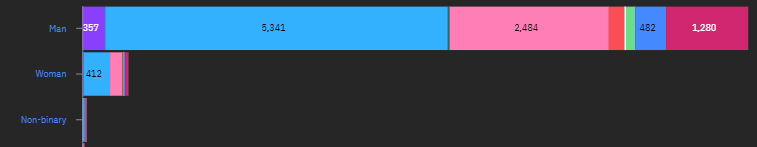 Man 357 5,341 2,484 482 1,280
Woman 412
Non-binary